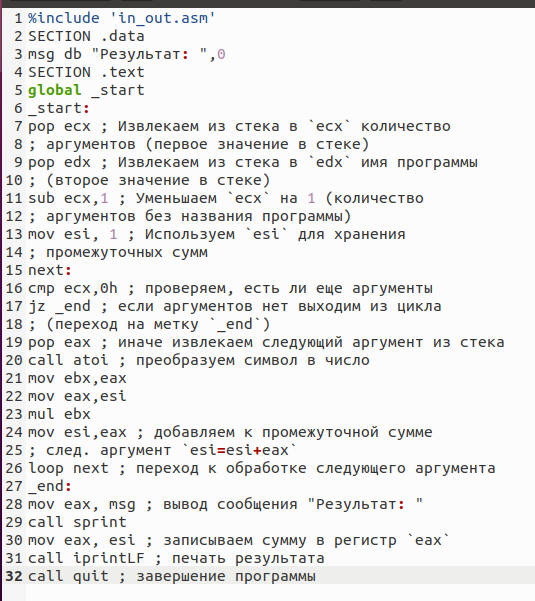 1 %include 'in_out.asm'
2 SECTION .data
3 msg db "Результат: ",0
4 SECTION .text
5 global _start
6 _start:
7 pop ecx ; Извлекаем из стека в `ecx` количество
8 ; аргументов (первое значение в стеке)
9 pop edx ; Извлекаем из стека в `edx` имя программы
10 ; (второе значение в стеке)
11 sub ecx,1 ; Уменьшаем `ecx` на 1 (количество
12 ; аргументов без названия программы)
13 mov esi, 1 ; Используем `esi` для хранения
14 ; промежуточных сумм
15 next:
16 cmp ecx,0h ; проверяем, есть ли еще аргументы
17 jz _end ; если аргументов нет выходим из цикла
18 ; (переход на метку `_end`)
19 pop eax ; иначе извлекаем следующий аргумент из стека
20 call atoi ; преобразуем символ в число
21 mov ebx,eax
22 mov eax,esi
23 mul ebx
24 mov esi,eax ; добавляем к промежуточной сумме
25 ; след. аргумент `esi=esi+eax`
26 loop next ; переход к обработке следующего аргумента
27 _end:
28 mov eax, msg ; вывод сообщения "Результат: "
29 call sprint
30 mov eax, esi ; записываем сумму в регистр `eax`
31 call iprintLF ; печать результата
32 call quit ; завершение программы